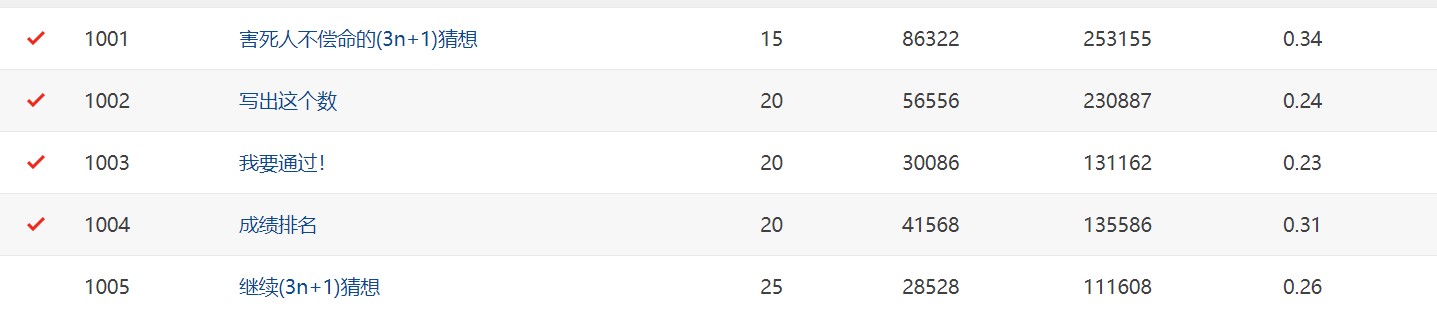 1001 害死人不偿命的(3n+1)猜想 15 86322 253155 0.34
1002 写出这个数 20 56556 230887 0.24
1003 我要通过! 20 30086 131162 0.23
1004 成绩排名 20 41568 135586 0.31
1005 继续(3n+1)猜想 25 28528 111608 0.26